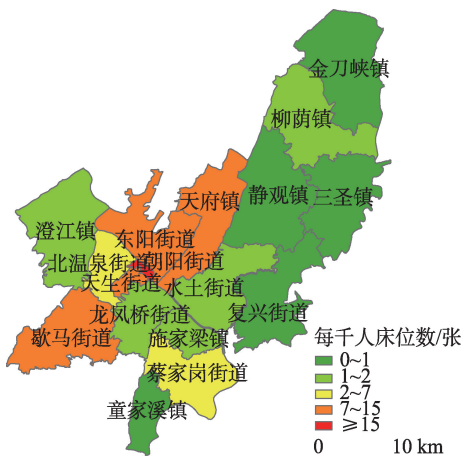 金刀峡镇
柳荫镇
天府镇
静观镇
三圣镇
澄江镇
东阳街道
北温泉街道
朝阳街道
天生街道
水土街道
龙凤桥街道
复兴街道
歇马街道
施家梁镇
蔡家岗街道
童家溪镇
每千人床位数/张
0~1
1~2
2~7
7~15
≥15
0 10 km